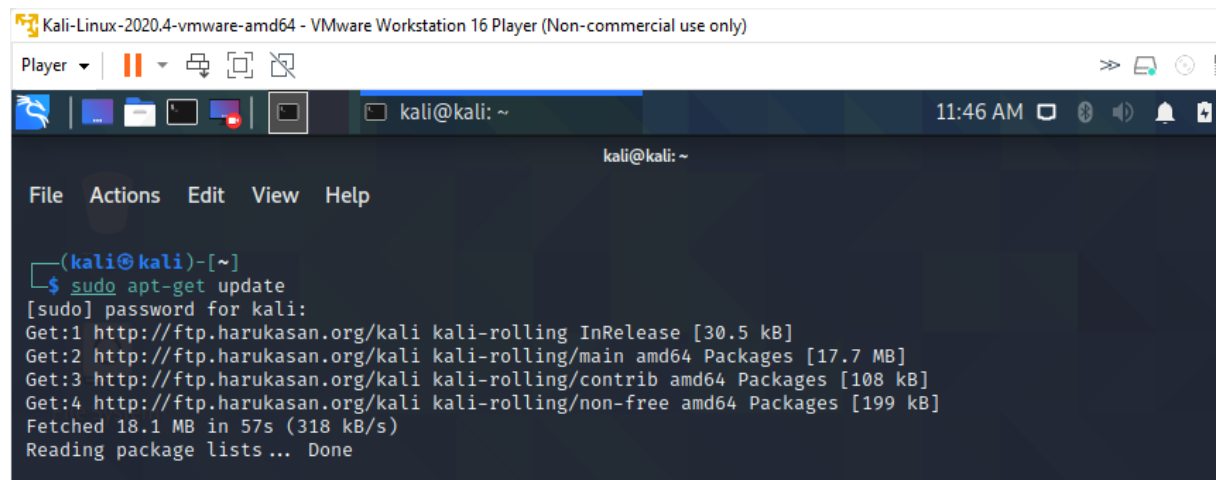 Kali-Linux-2020.4-vmware-amd64 - VMware Workstation 16 Player (Non-commercial use only)
Player
kali@kali: ~
11:46 AM
kali@kali: ~
File Actions Edit View Help
(kali㉿kali)-[~]
$ sudo apt-get update
[sudo] password for kali:
Get:1 http://ftp.harukasan.org/kali kali-rolling InRelease [30.5 kB]
Get:2 http://ftp.harukasan.org/kali kali-rolling/main amd64 Packages [17.7 MB]
Get:3 http://ftp.harukasan.org/kali kali-rolling/contrib amd64 Packages [108 kB]
Get:4 http://ftp.harukasan.org/kali kali-rolling/non-free amd64 Packages [199 kB]
Fetched 18.1 MB in 57s (318 kB/s)
Reading package lists... Done